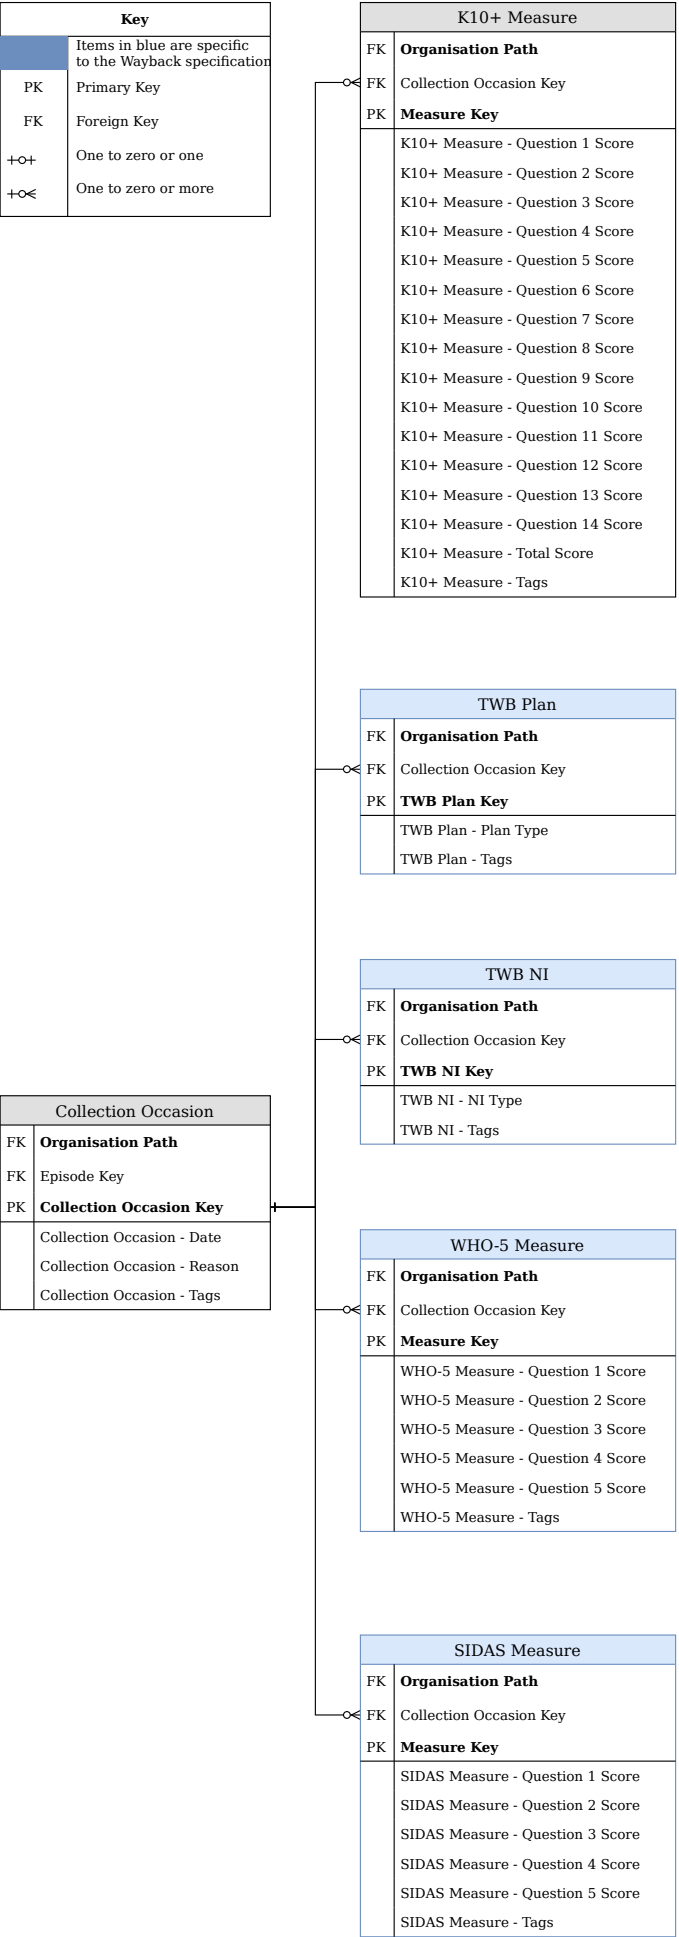 Key
Items in blue are specific
to the Wayback specification
PK Primary Key
FK Foreign Key
One to zero or one
One to zero or more
K10+ Measure
FK Organisation Path
FK Collection Occasion Key
PK Measure Key
K10+ Measure - Question 1 Score
K10+ Measure - Question 2 Score
K10+ Measure - Question 3 Score
K10+ Measure - Question 4 Score
K10+ Measure - Question 5 Score
K10+ Measure - Question 6 Score
K10+ Measure - Question 7 Score
K10+ Measure - Question 8 Score
K10+ Measure - Question 9 Score
K10+ Measure - Question 10 Score
K10+ Measure - Question 11 Score
K10+ Measure - Question 12 Score
K10+ Measure - Question 13 Score
K10+ Measure - Question 14 Score
K10+ Measure - Total Score
K10+ Measure - Tags
TWB Plan
FK Organisation Path
FK Collection Occasion Key
PK TWB Plan Key
TWB Plan - Plan Type
TWB Plan - Tags
TWB NI
FK Organisation Path
FK Collection Occasion Key
PK TWB NI Key
TWB NI - NI Type
TWB NI - Tags
Collection Occasion
FK Organisation Path
FK Episode Key
PK Collection Occasion Key
Collection Occasion - Date
Collection Occasion - Reason
Collection Occasion - Tags
WHO-5 Measure
FK Organisation Path
FK Collection Occasion Key
PK Measure Key
WHO-5 Measure - Question 1 Score
WHO-5 Measure - Question 2 Score
WHO-5 Measure - Question 3 Score
WHO-5 Measure - Question 4 Score
WHO-5 Measure - Question 5 Score
WHO-5 Measure - Tags
SIDAS Measure
FK Organisation Path
FK Collection Occasion Key
PK Measure Key
SIDAS Measure - Question 1 Score
SIDAS Measure - Question 2 Score
SIDAS Measure - Question 3 Score
SIDAS Measure - Question 4 Score
SIDAS Measure - Question 5 Score
SIDAS Measure - Tags